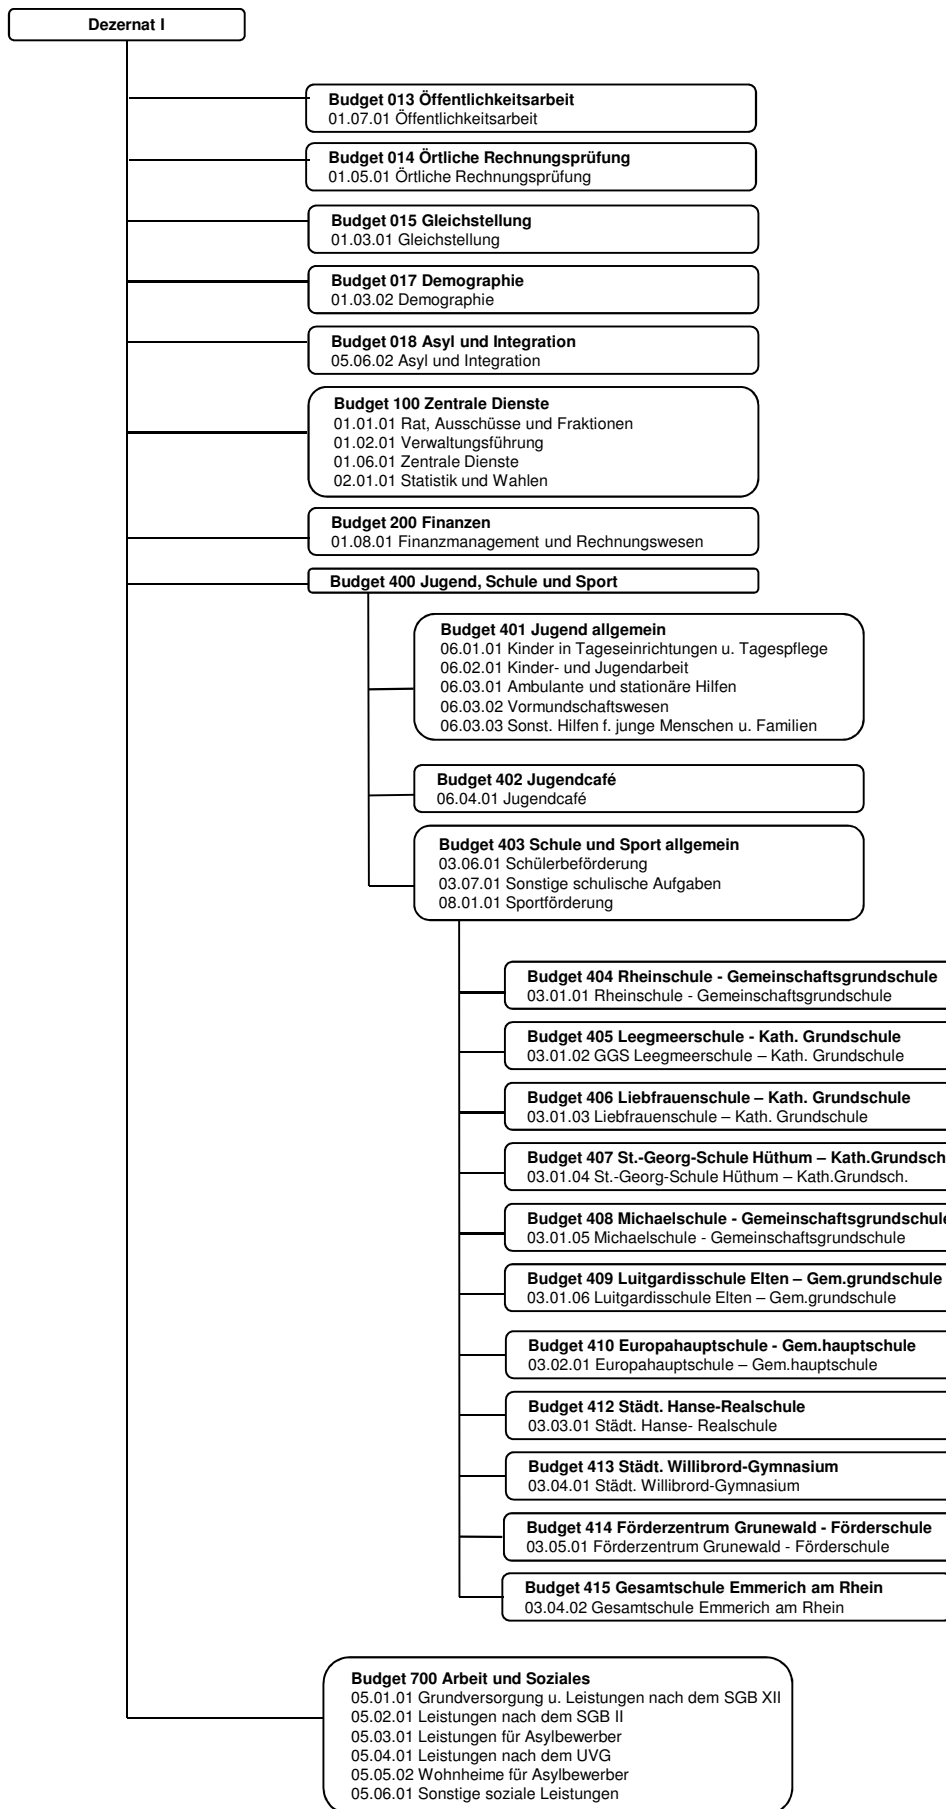 Dezernat I
Budget 013 Öffentlichkeitsarbeit
01.07.01 Öffentlichkeitsarbeit
Budget 014 Örtliche Rechnungsprüfung
01.05.01 Örtliche Rechnungsprüfung
Budget 015 Gleichstellung
01.03.01 Gleichstellung
Budget 017 Demographie
01.03.02 Demographie
Budget 018 Asyl und Integration
05.06.02 Asyl und Integration
Budget 100 Zentrale Dienste
01.01.01 Rat, Ausschüsse und Fraktionen
01.02.01 Verwaltungsführung
01.06.01 Zentrale Dienste
02.01.01 Statistik und Wahlen
Budget 200 Finanzen
01.08.01 Finanzmanagement und Rechnungswesen
Budget 400 Jugend, Schule und Sport
Budget 401 Jugend allgemein
06.01.01 Kinder in Tageseinrichtungen u. Tagespflege
06.02.01 Kinder- und Jugendarbeit
06.03.01 Ambulante und stationäre Hilfen
06.03.02 Vormundschaftswesen
06.03.03 Sonst. Hilfen f. junge Menschen u. Familien
Budget 402 Jugendcafé
06.04.01 Jugendcafé
Budget 403 Schule und Sport allgemein
03.06.01 Schülerbeförderung
03.07.01 Sonstige schulische Aufgaben
08.01.01 Sportförderung
Budget 404 Rheinschule - Gemeinschaftsgrundschule
03.01.01 Rheinschule - Gemeinschaftsgrundschule
Budget 405 Leegmeerschule - Kath. Grundschule
03.01.02 GGS Leegmeerschule – Kath. Grundschule
Budget 406 Liebfrauenschule – Kath. Grundschule
03.01.03 Liebfrauenschule – Kath. Grundschule
Budget 407 St.-Georg-Schule Hüthum – Kath.Grundsch
03.01.04 St.-Georg-Schule Hüthum – Kath.Grundsch.
Budget 408 Michaelschule - Gemeinschaftsgrundschule
03.01.05 Michaelschule - Gemeinschaftsgrundschule
Budget 409 Luitgardisschule Elten – Gem.grundschule
03.01.06 Luitgardisschule Elten – Gem.grundschule
Budget 410 Europahauptschule - Gem.hauptschule
03.02.01 Europahauptschule – Gem.hauptschule
Budget 412 Städt. Hanse-Realschule
03.03.01 Städt. Hanse- Realschule
Budget 413 Städt. Willibrord-Gymnasium
03.04.01 Städt. Willibrord-Gymnasium
Budget 414 Förderzentrum Grunewald - Förderschule
03.05.01 Förderzentrum Grunewald - Förderschule
Budget 415 Gesamtschule Emmerich am Rhein
03.04.02 Gesamtschule Emmerich am Rhein
Budget 700 Arbeit und Soziales
05.01.01 Grundversorgung u. Leistungen nach dem SGB XII
05.02.01 Leistungen nach dem SGB II
05.03.01 Leistungen für Asylbewerber
05.04.01 Leistungen nach dem UVG
05.05.02 Wohnheime für Asylbewerber
05.06.01 Sonstige soziale Leistungen